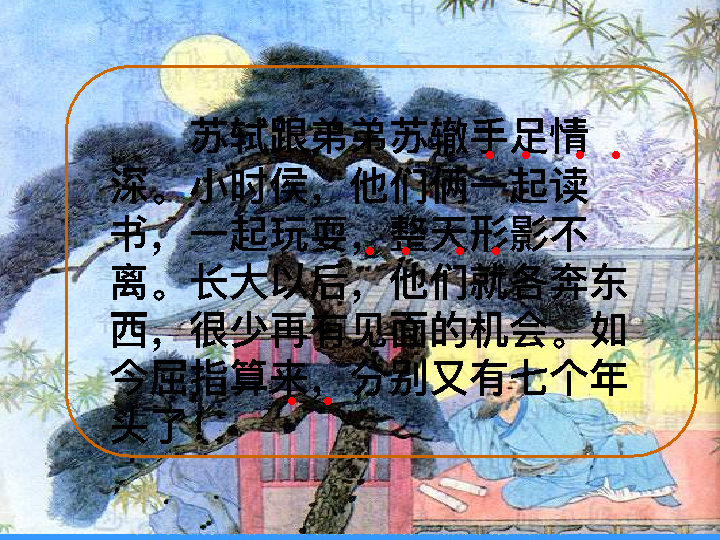 苏轼跟弟弟苏辙手足情
深。小时侯，他们俩一起读
书，一起玩耍，整天形影不
离。长大以后，他们就各奔东
西，很少再有见面的机会。如
今屈指算来，分别又有七个年
头了！